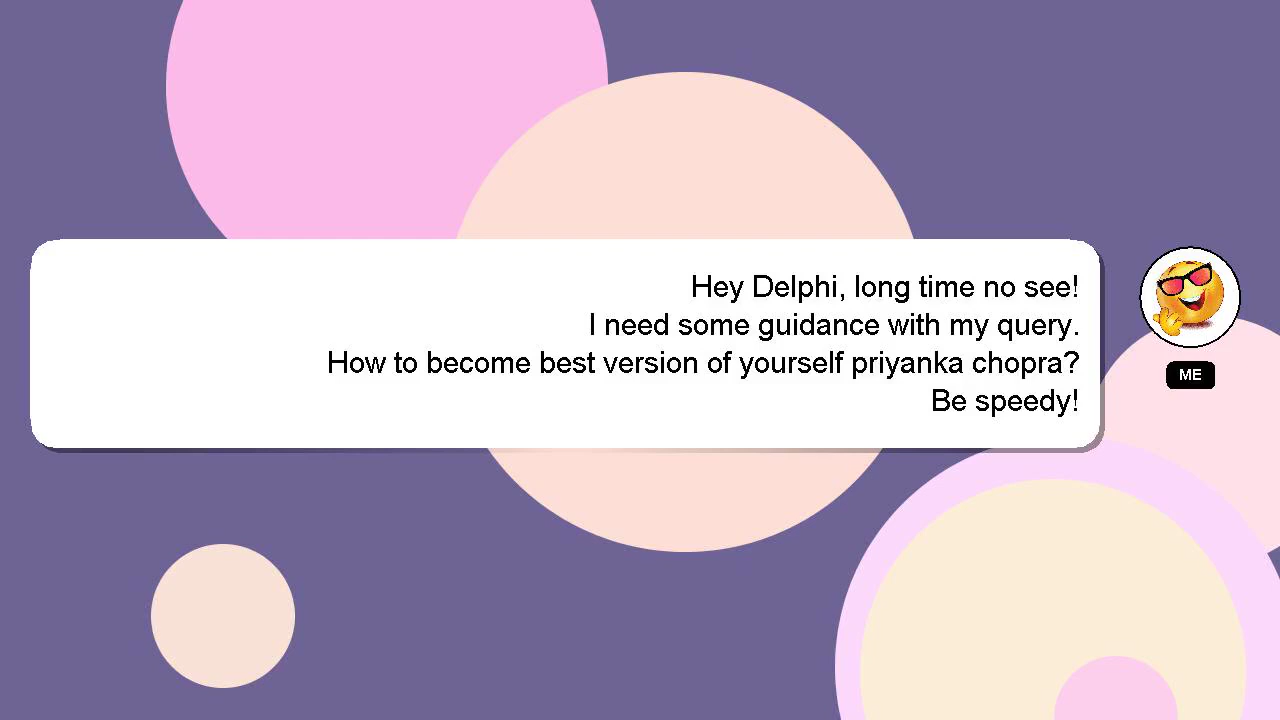 Hey Delphi, long time no see!
I need some guidance with my query.
How to become best version of yourself priyanka chopra?
Be speedy!
ME